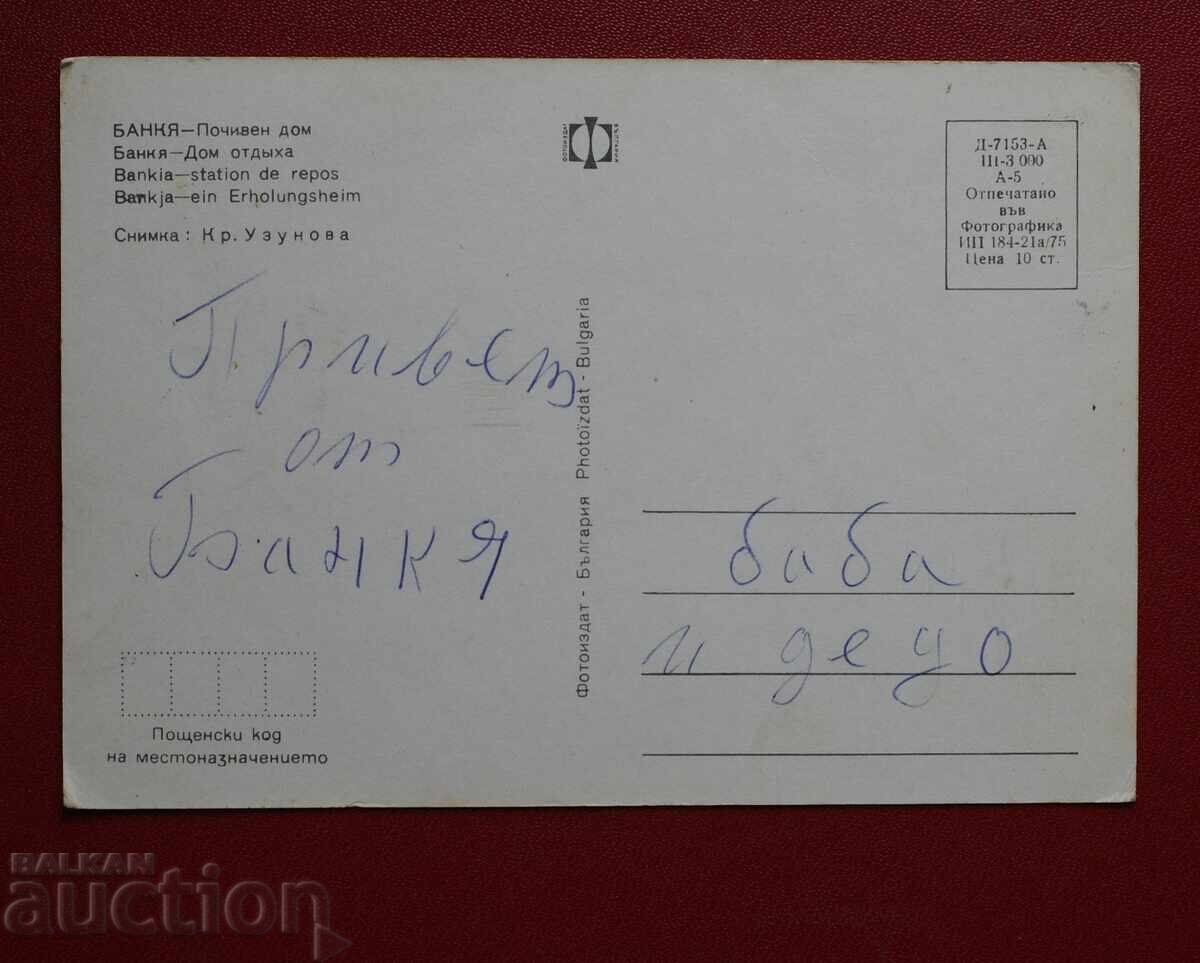 БАНКЯ—Почивен дом
Банкя—Дом отдыха
Bankia—station de repos
Bankja—ein Erholungsheim
Снимка: Кр. Узунова
ФОТОИЗДАТ
Д-7153-А
III-3 000
А-5
Отпечатано
във
Фотографика
ИП 184-21а/75
Цена 10 ст.
Привет
от
Банкя
Фотоиздат - България Photoïzdat - Bulgaria
баба
и дедо
Пощенски код
на местоназначението
BALKAN
auction